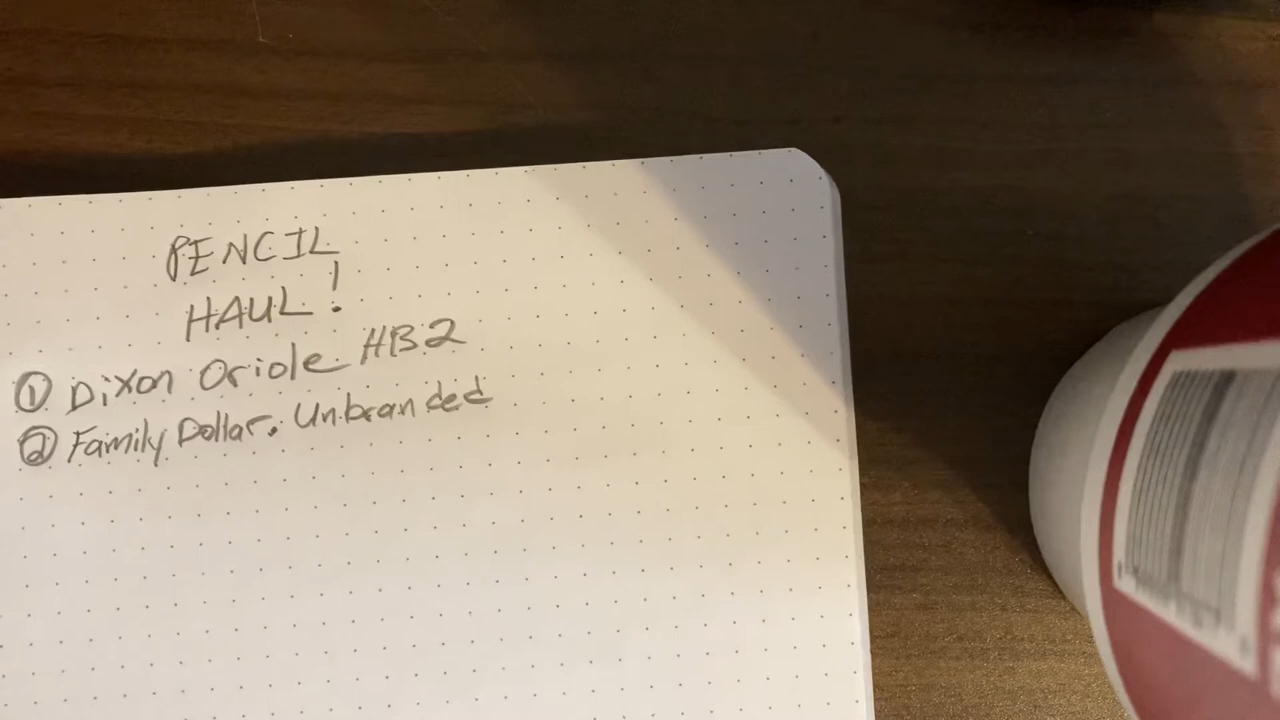 PENCIL
HAUL!
① Dixon Oriole HB2
② Family Dollar. Unbranded